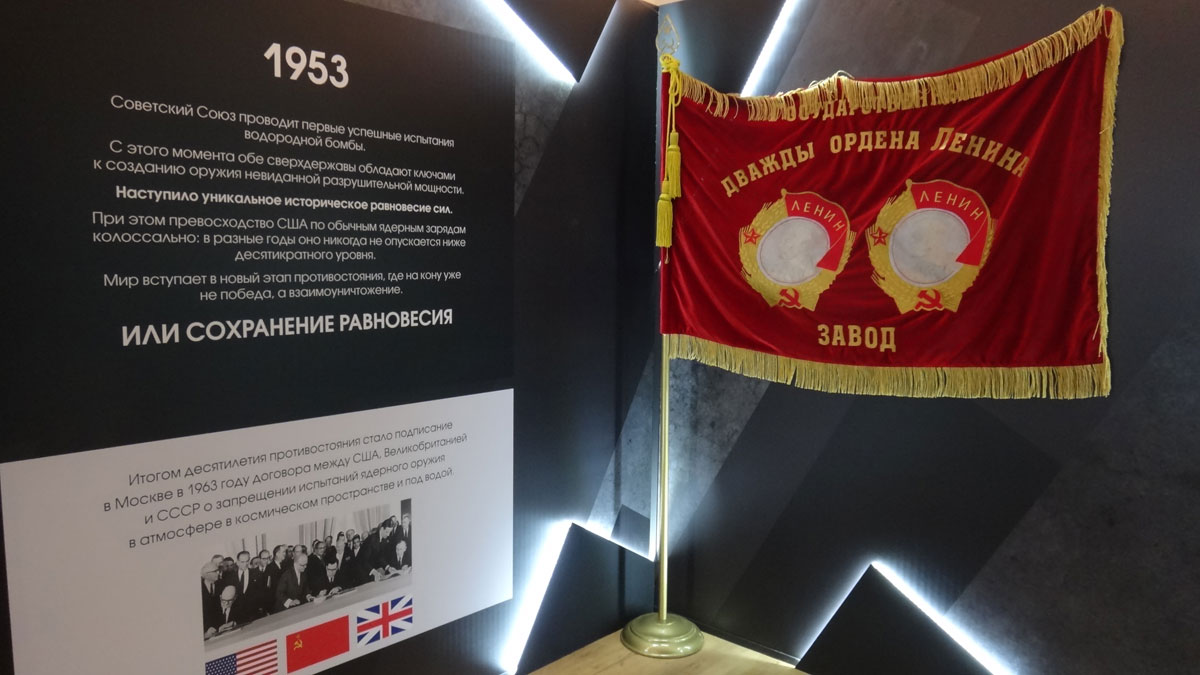 1953
Советский Союз проводит первые успешные испытания
водородной бомбы.
С этого момента обе сверхдержавы обладают ключами
к созданию оружия невиданной разрушительной мощности.
Наступило уникальное историческое равновесие сил.
При этом превосходство США по обычным ядерным зарядам
колоссально: в разные годы оно никогда не опускается ниже
десятикратного уровня.
Мир вступает в новый этап противостояния, где на кону уже
не победа, а взаимоуничтожение.
ИЛИ СОХРАНЕНИЕ РАВНОВЕСИЯ
Итогом десятилетия противостояния стало подписание
в Москве в 1963 году договора между США, Великобританией
и СССР о запрещении испытаний ядерного оружия
в атмосфере в космическом пространстве и под водой
ДВАЖДЫ ОРДЕНА ЛЕНИНА
ЛЕНИН
ЛЕНИН
ЗАВОД